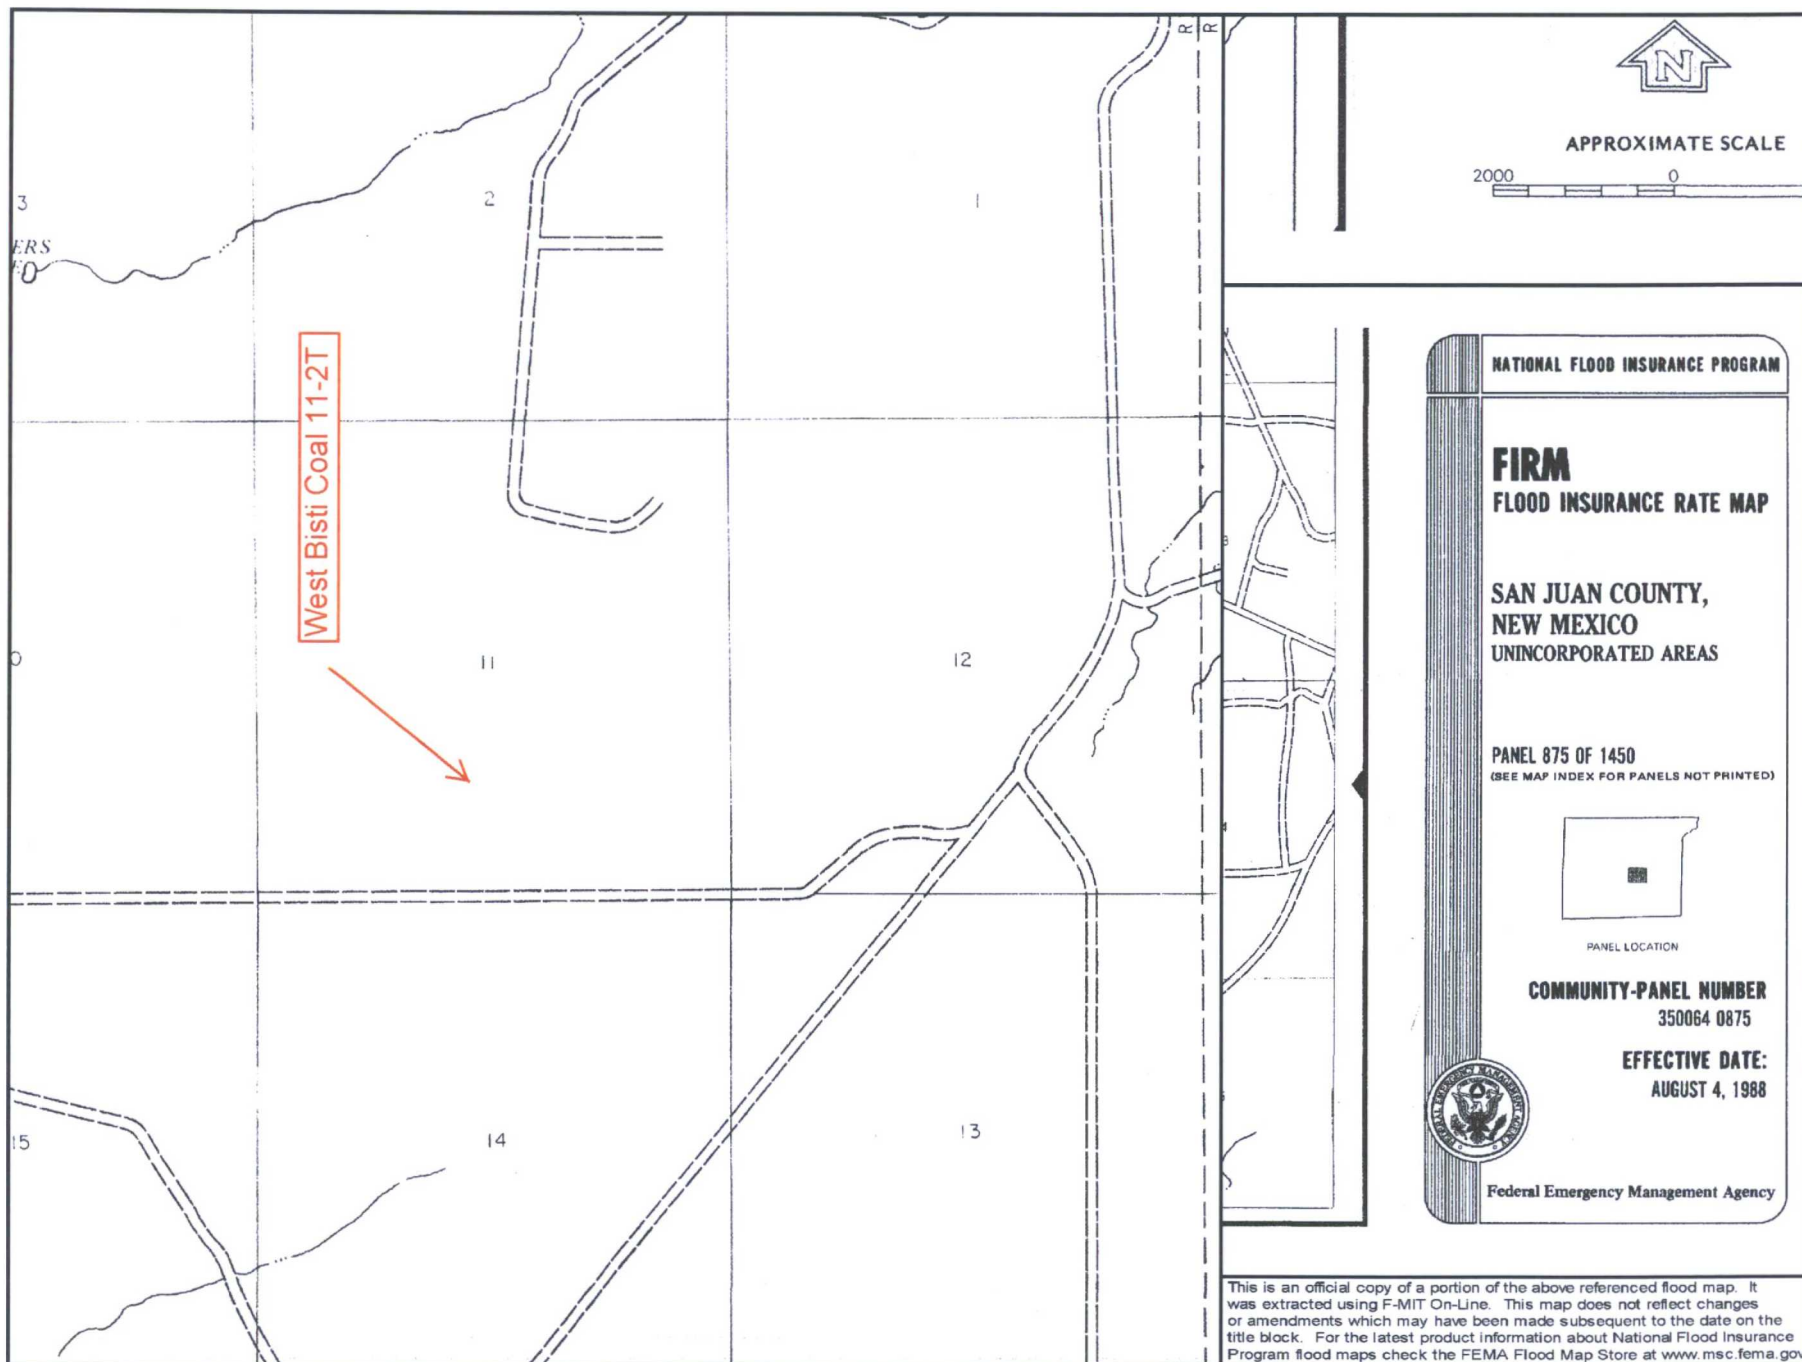 R R
3
2
1
ERS
West Bisti Coal 11-2T
11
12
15
14
13
N
APPROXIMATE SCALE
2000 0
NATIONAL FLOOD INSURANCE PROGRAM
FIRM
FLOOD INSURANCE RATE MAP
SAN JUAN COUNTY,
NEW MEXICO
UNINCORPORATED AREAS
PANEL 875 OF 1450
(SEE MAP INDEX FOR PANELS NOT PRINTED)
PANEL LOCATION
COMMUNITY-PANEL NUMBER
350064 0875
EFFECTIVE DATE:
AUGUST 4, 1988
FEDERAL EMERGENCY MANAGEMENT AGENCY
Federal Emergency Management Agency
This is an official copy of a portion of the above referenced flood map. It
was extracted using F-MIT On-Line. This map does not reflect changes
or amendments which may have been made subsequent to the date on the
title block. For the latest product information about National Flood Insurance
Program flood maps check the FEMA Flood Map Store at www.msc.fema.gov